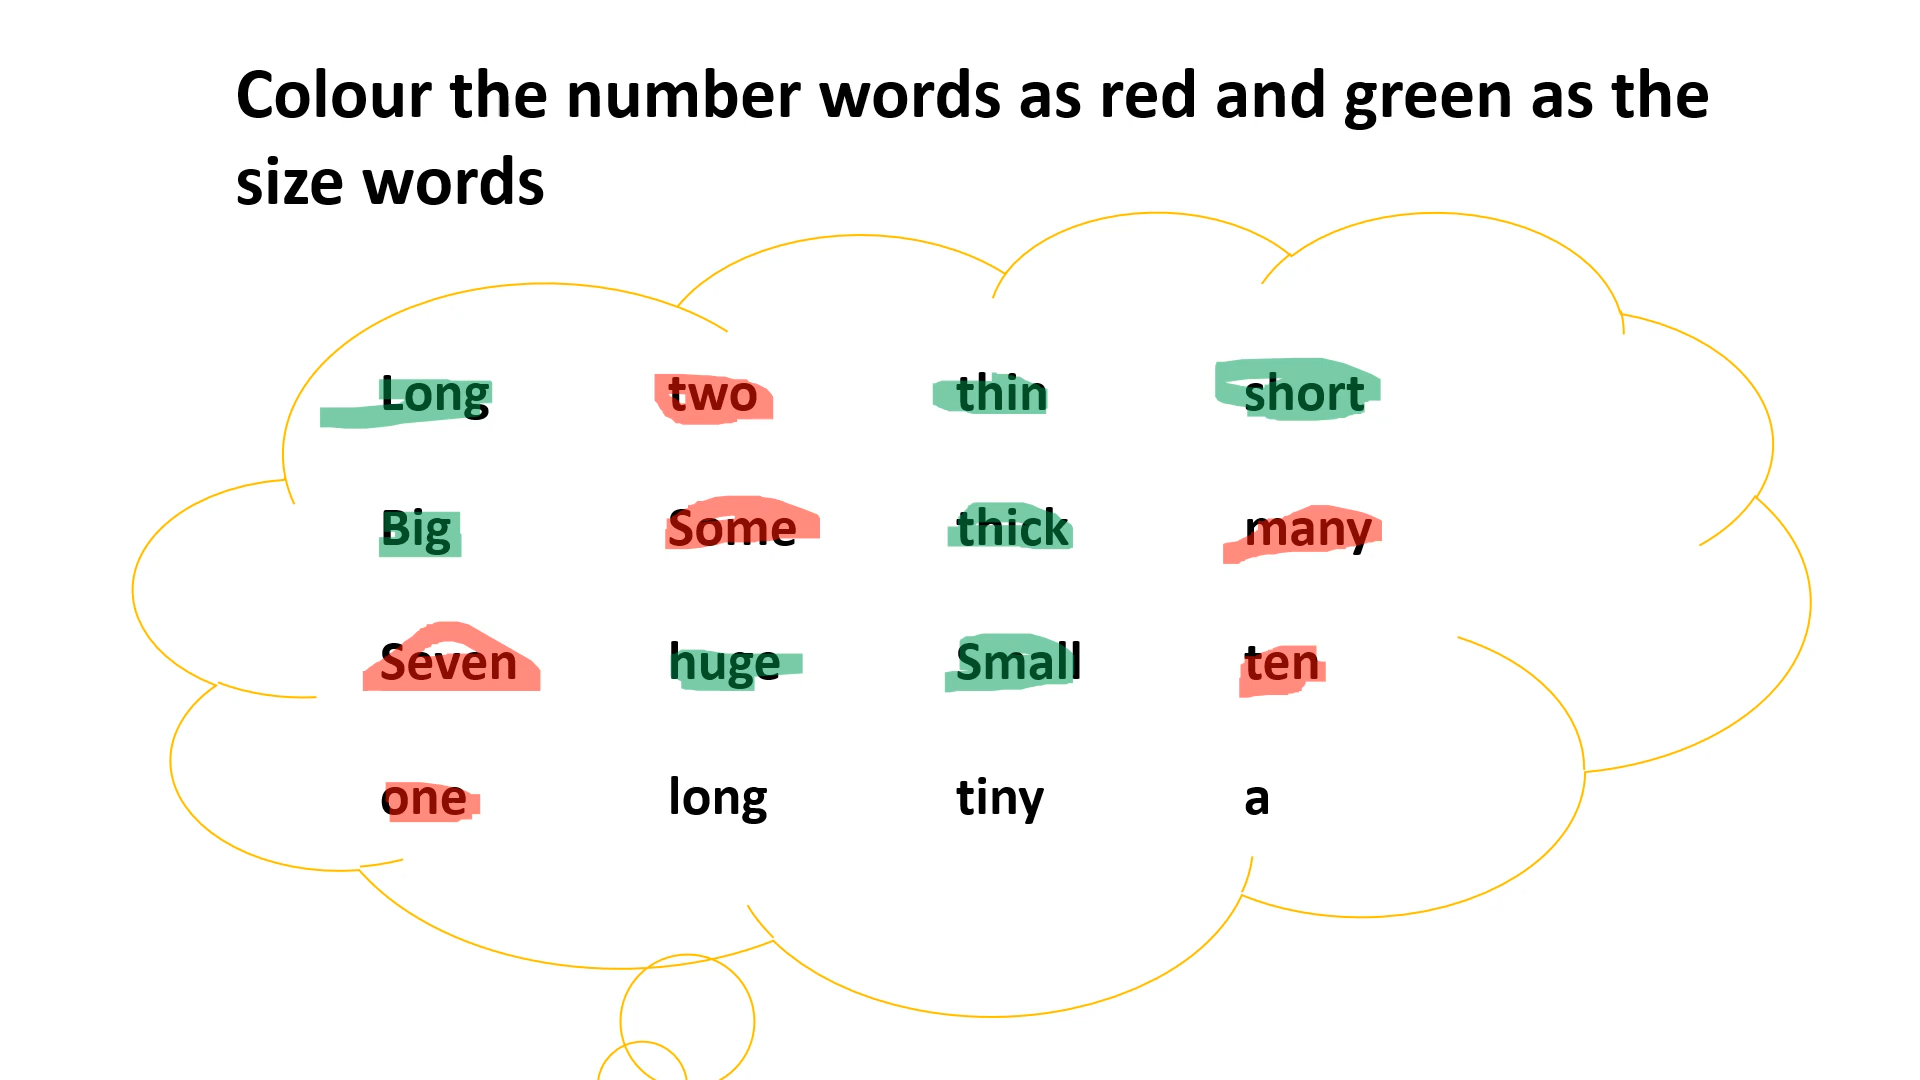 Colour the number words as red and green as the
size words
Long two thin short
Big Some thick many
Seven huge Small ten
one long tiny a